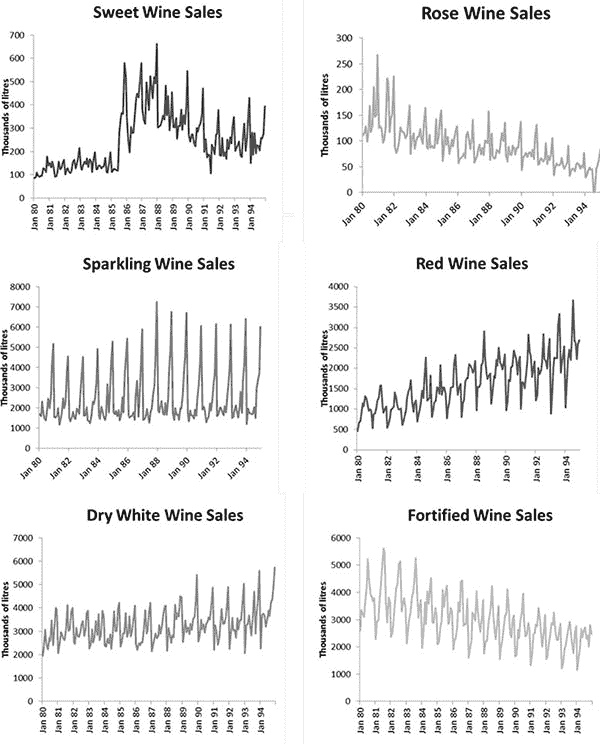 Sweet Wine Sales
Thousands of litres
700
600
500
400
300
200
100
0
Jan 80
Jan 81
Jan 82
Jan 83
Jan 84
Jan 85
Jan 86
Jan 87
Jan 88
Jan 89
Jan 90
Jan 91
Jan 92
Jan 93
Jan 94
Rose Wine Sales
Thousands of litres
300
250
200
150
100
50
0
Jan 80
Jan 82
Jan 84
Jan 86
Jan 88
Jan 90
Jan 92
Jan 94
Sparkling Wine Sales
Thousands of litres
8000
7000
6000
5000
4000
3000
2000
1000
0
Jan 80
Jan 82
Jan 84
Jan 86
Jan 88
Jan 90
Jan 92
Jan 94
Red Wine Sales
Thousands of litres
4000
3500
3000
2500
2000
1500
1000
500
0
Jan 80
Jan 82
Jan 84
Jan 86
Jan 88
Jan 90
Jan 92
Jan 94
Dry White Wine Sales
Thousands of litres
7000
6000
5000
4000
3000
2000
1000
0
Jan 80
Jan 81
Jan 82
Jan 83
Jan 84
Jan 85
Jan 86
Jan 87
Jan 88
Jan 89
Jan 90
Jan 91
Jan 92
Jan 93
Jan 94
Fortified Wine Sales
Thousands of litres
6000
5000
4000
3000
2000
1000
0
Jan 80
Jan 81
Jan 82
Jan 83
Jan 84
Jan 85
Jan 86
Jan 87
Jan 88
Jan 89
Jan 90
Jan 91
Jan 92
Jan 93
Jan 94